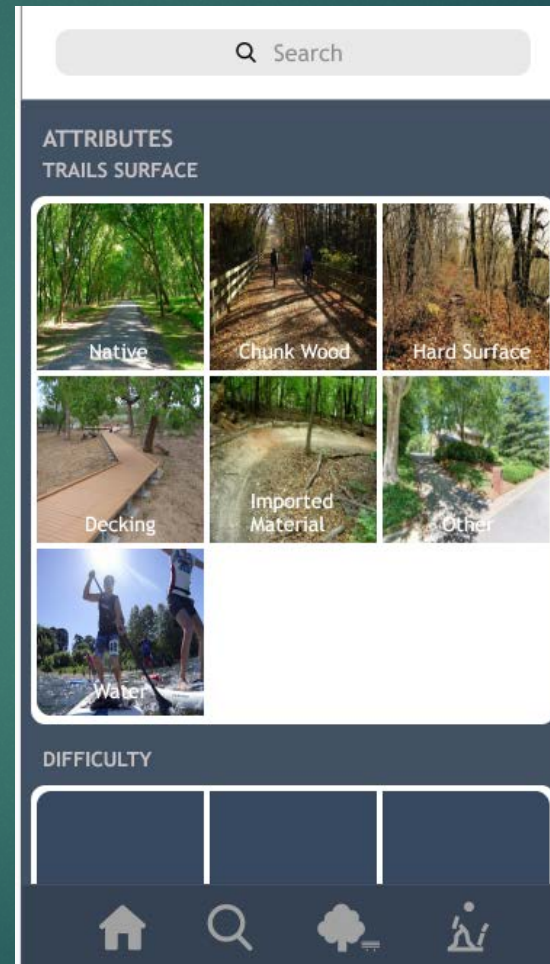 Search
ATTRIBUTES
TRAILS SURFACE
Native
Chunk Wood
Hard Surface
Decking
Imported
Material
Other
Water
DIFFICULTY